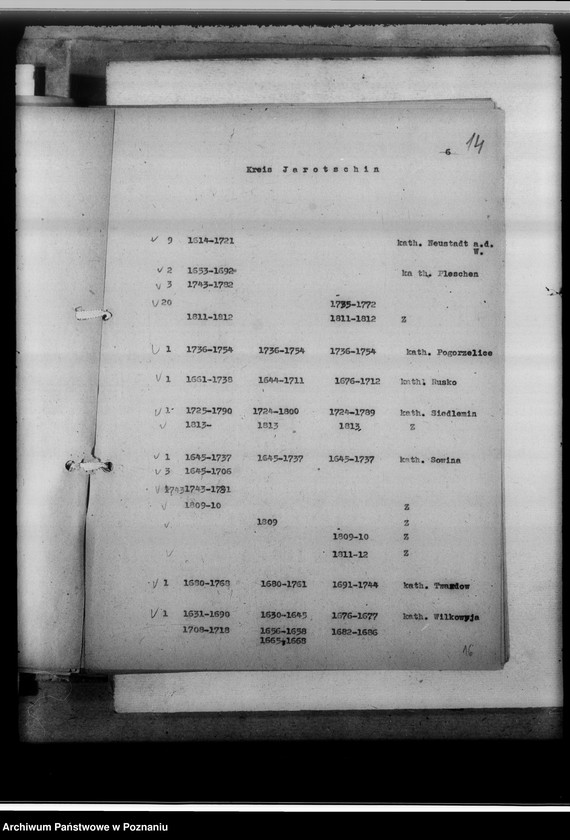 6 14
Kreis Jarotschin
√ 9 1614-1721 kath. Neustadt a.d.
W.
√ 2 1633-1692 ka th. Pleschen
√ 3 1743-1782
√ 20 1735-1772
1811-1812 1811-1812 Z
√ 1 1736-1754 1736-1754 1736-1754 kath. Pogorzelice
√ 1 1661-1738 1644-1711 1676-1712 kath. Rusko
√ 1 1725-1790 1724-1800 1724-1789 kath. Siedlemin
√ 1813- 1813 1813 Z
√ 1 1645-1737 1645-1737 1645-1737 kath. Sowina
√ 3 1645-1706
√ 1743-1781
√ 1809-10 Z
√ 1809 Z
1809-10 Z
√ 1811-12 Z
√ 1 1680-1768 1680-1761 1691-1744 kath. Twardow
√ 1 1631-1690 1630-1645 1676-1677 kath. Wilkowyja
1708-1718 1656-1658 1682-1686
1665-1668
16
Archiwum Państwowe w Poznaniu